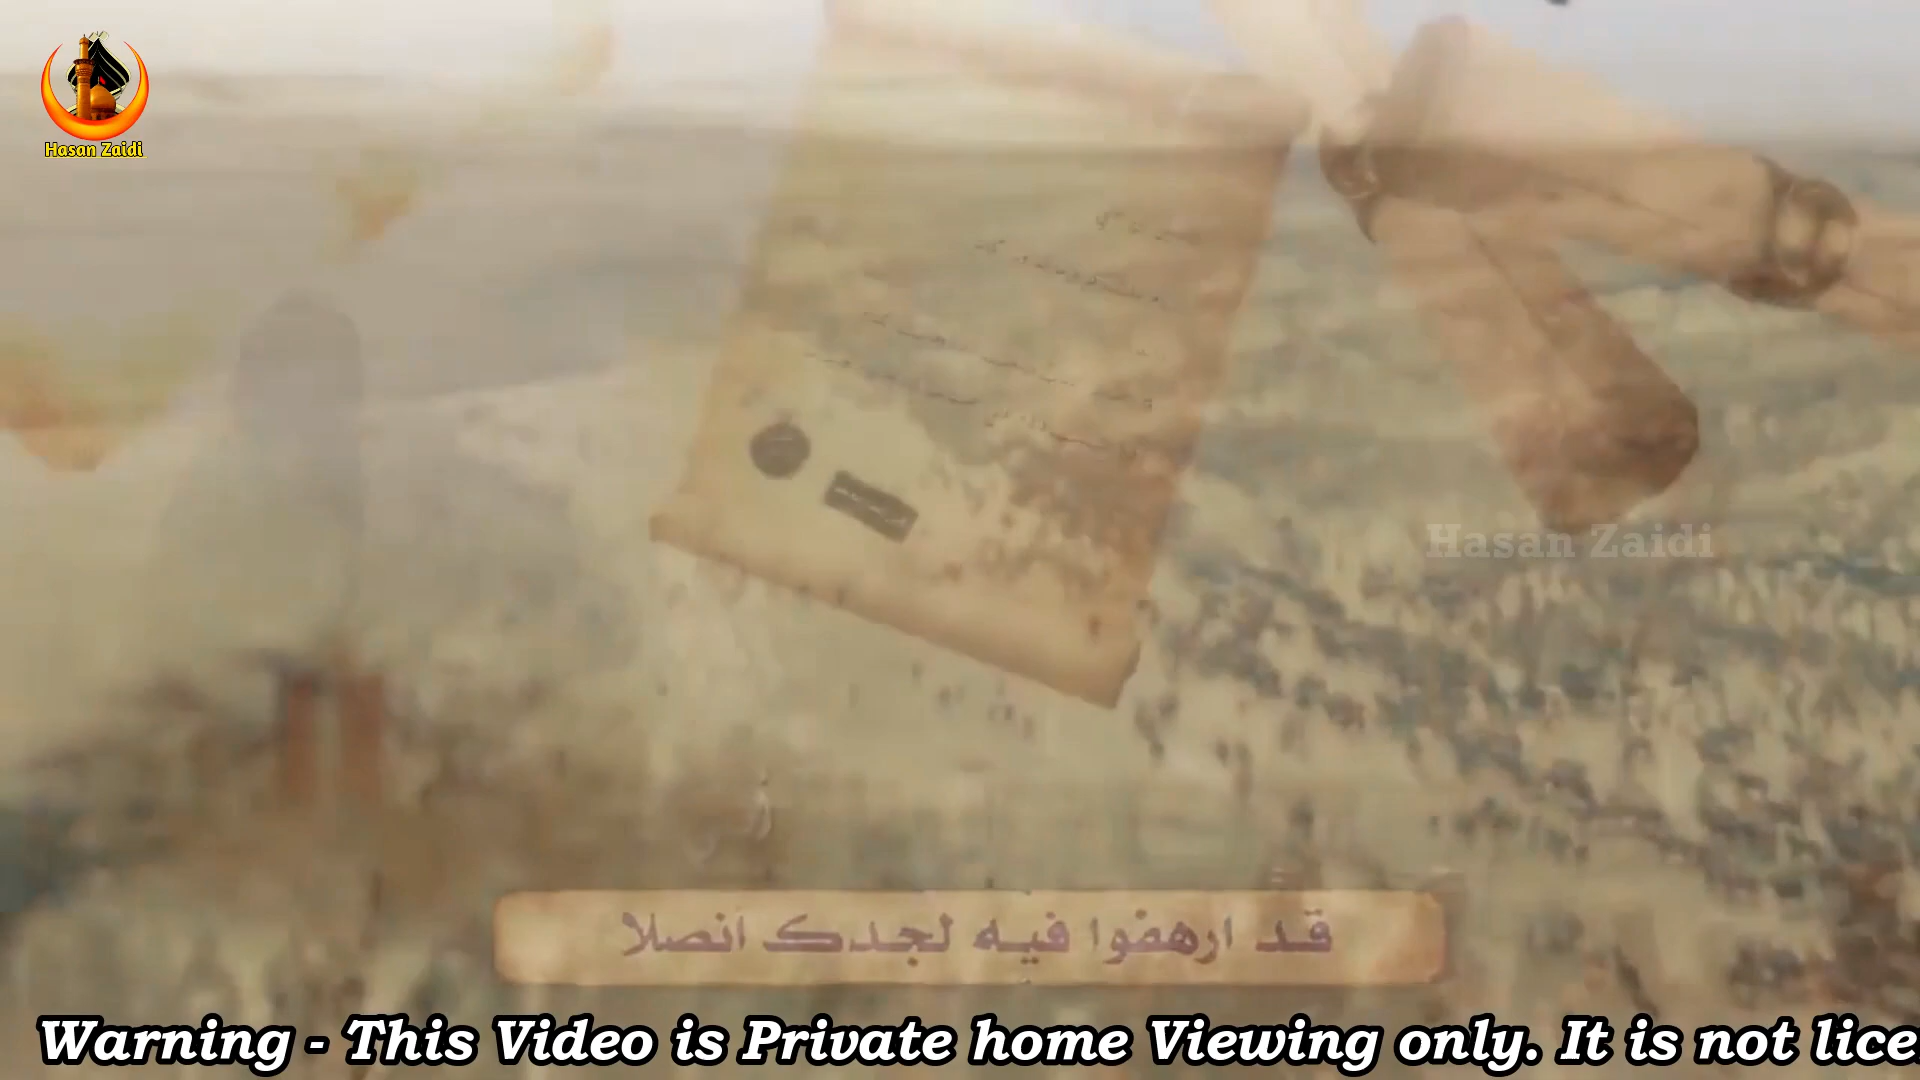 Hasan Zaidi
Hasan Zaidi
قد ارهفوا فيه لجدك انصلا
Warning - This Video is Private home Viewing only. It is not lice